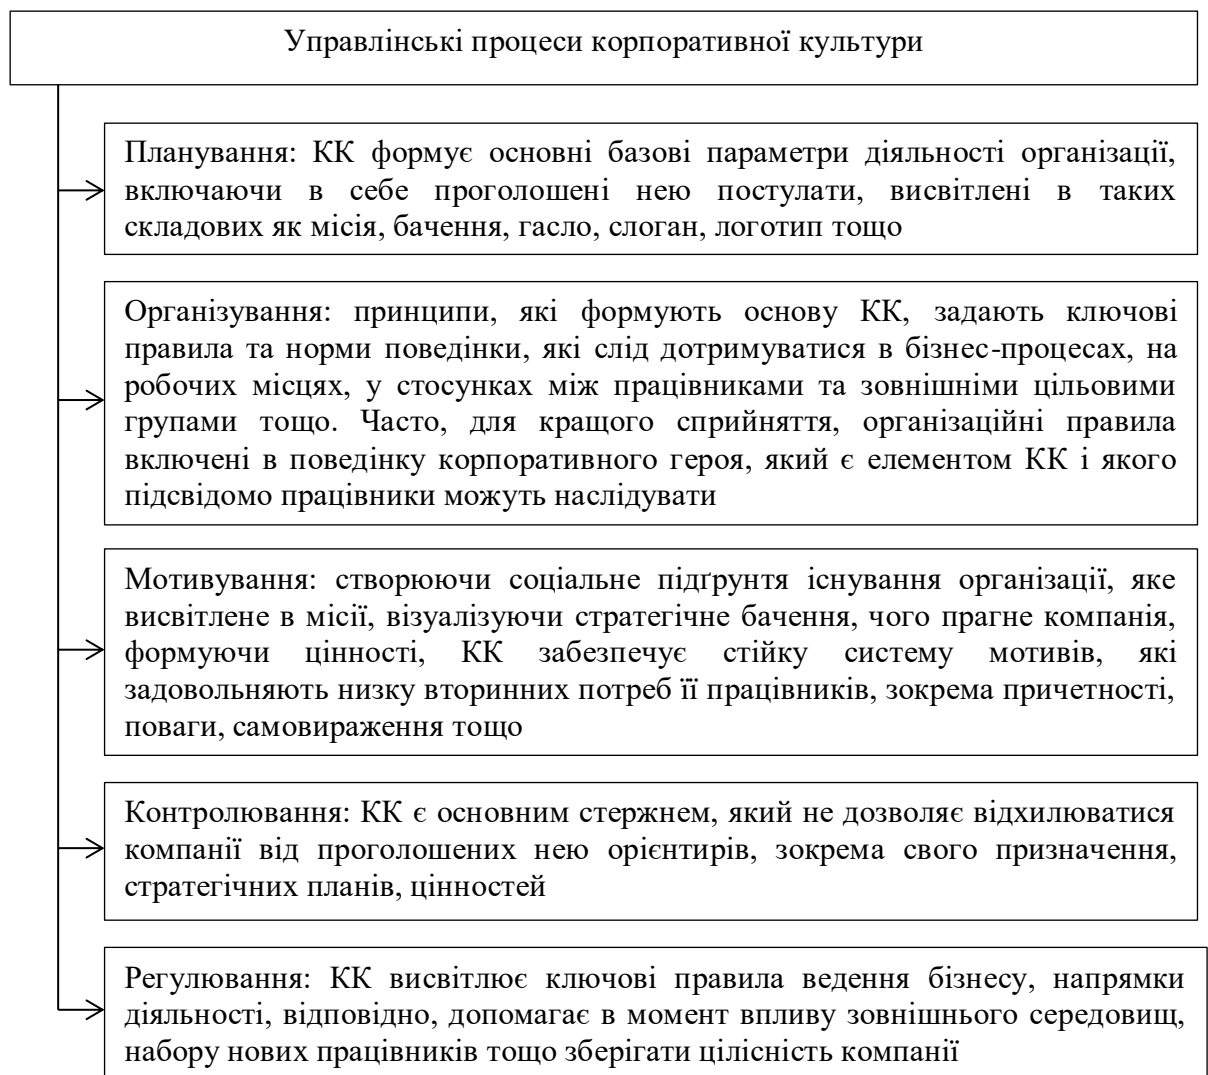 Управлінські процеси корпоративної культури
Планування: КК формує основні базові параметри діяльності організації,
включаючи в себе проголошені нею постулати, висвітлені в таких
складових як місія, бачення, гасло, слоган, логотип тощо
Організування: принципи, які формують основу КК, задають ключові
правила та норми поведінки, які слід дотримуватися в бізнес-процесах, на
робочих місцях, у стосунках між працівниками та зовнішніми цільовими
групами тощо. Часто, для кращого сприйняття, організаційні правила
включені в поведінку корпоративного героя, який є елементом КК і якого
підсвідомо працівники можуть наслідувати
Мотивування: створюючи соціальне підґрунтя існування організації, яке
висвітлене в місії, візуалізуючи стратегічне бачення, чого прагне компанія,
формуючи цінності, КК забезпечує стійку систему мотивів, які
задовольняють низку вторинних потреб її працівників, зокрема причетності,
поваги, самовираження тощо
Контролювання: КК є основним стержнем, який не дозволяє відхилюватися
компанії від проголошених нею орієнтирів, зокрема свого призначення,
стратегічних планів, цінностей
Регулювання: КК висвітлює ключові правила ведення бізнесу, напрямки
діяльності, відповідно, допомагає в момент впливу зовнішнього середовищ,
набору нових працівників тощо зберігати цілісність компанії